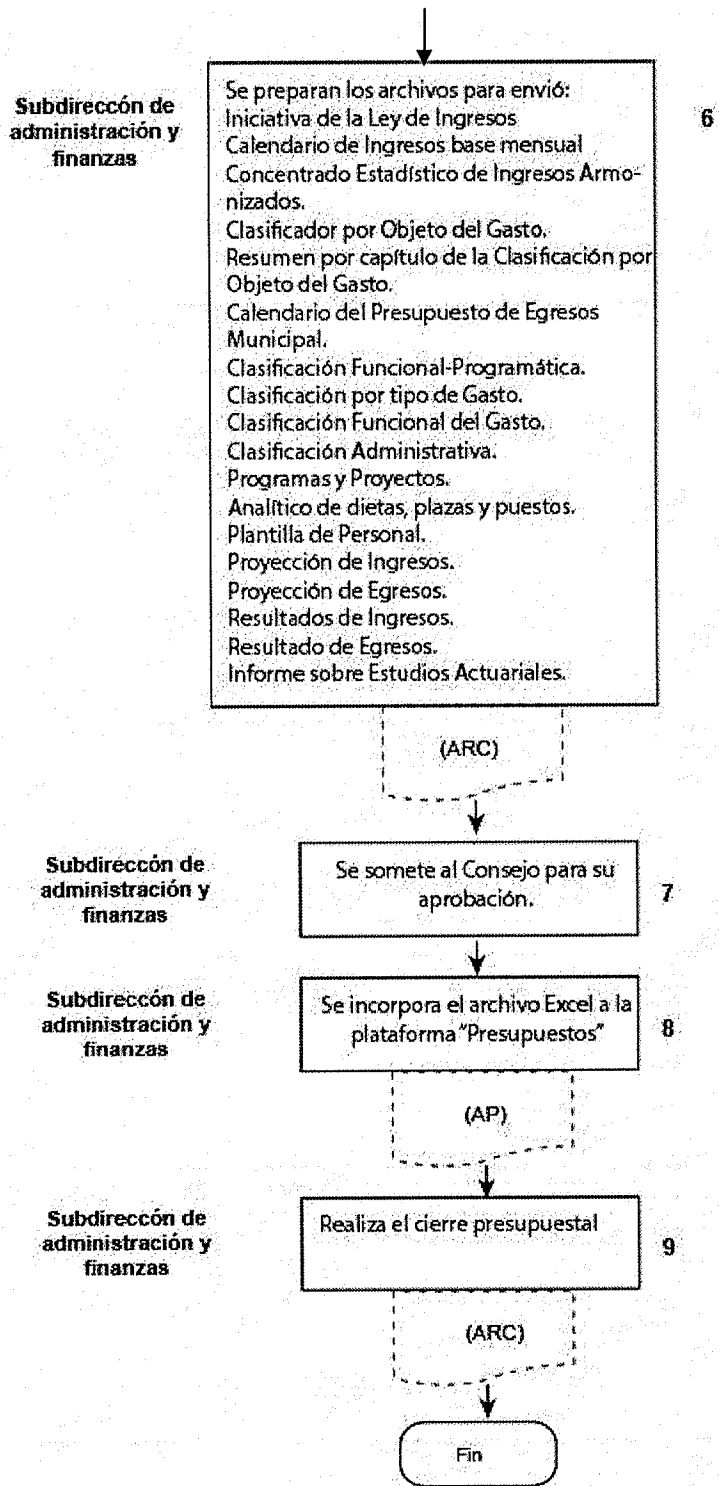 Subdireccón de
administración y
finanzas
Se preparan los archivos para envió:
Iniciativa de la Ley de Ingresos
Calendario de Ingresos base mensual
Concentrado Estadístico de Ingresos Armo-
nizados.
Clasificador por Objeto del Gasto.
Resumen por capítulo de la Clasificación por
Objeto del Gasto.
Calendario del Presupuesto de Egresos
Municipal.
Clasificación Funcional-Programática.
Clasificación por tipo de Gasto.
Clasificación Funcional del Gasto.
Clasificación Administrativa.
Programas y Proyectos.
Analítico de dietas, plazas y puestos.
Plantilla de Personal.
Proyección de Ingresos.
Proyección de Egresos.
Resultados de Ingresos.
Resultado de Egresos.
Informe sobre Estudios Actuariales.
6
(ARC)
Subdireccón de
administración y
finanzas
Se somete al Consejo para su
aprobación.
7
Subdireccón de
administración y
finanzas
Se incorpora el archivo Excel a la
plataforma "Presupuestos"
8
(AP)
Subdireccón de
administración y
finanzas
Realiza el cierre presupuestal
9
(ARC)
Fin